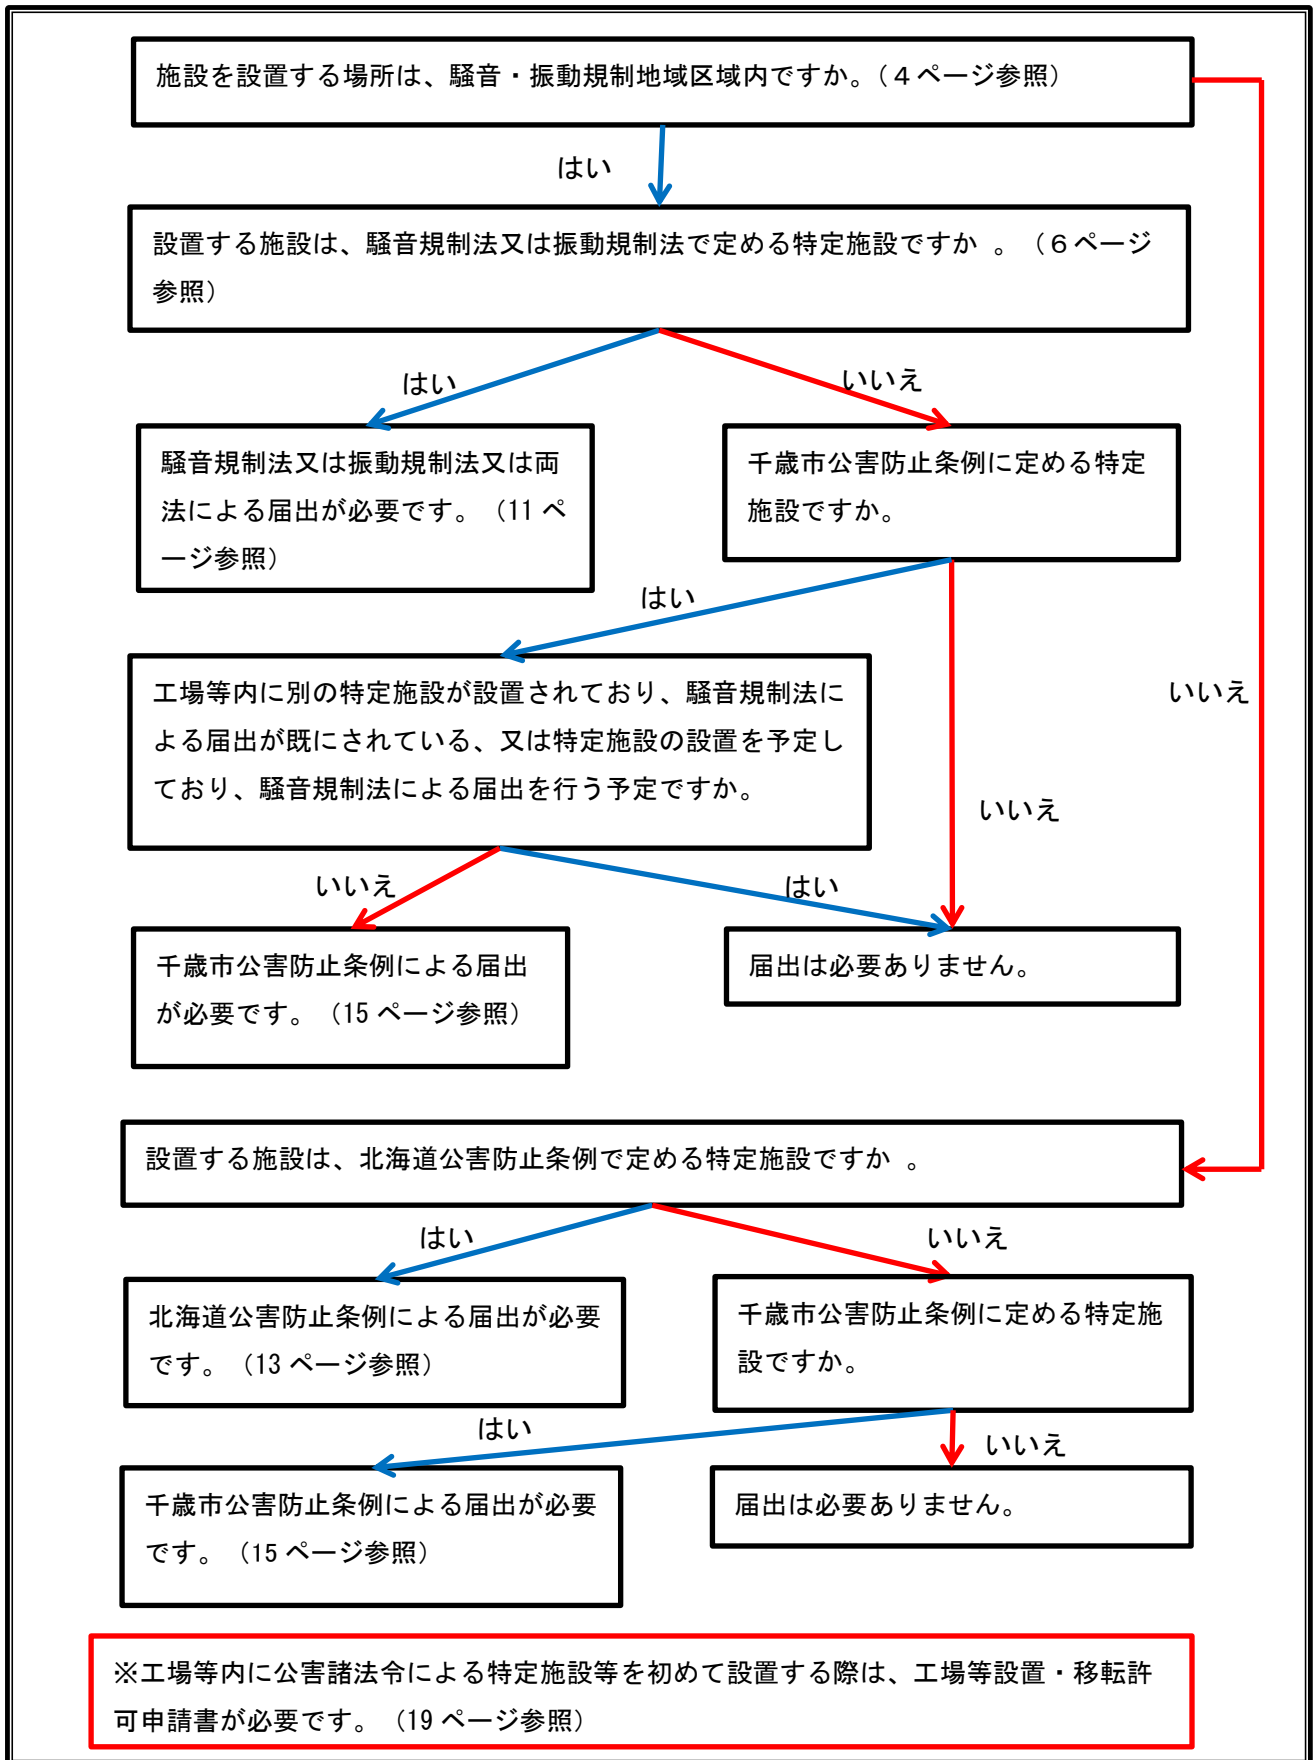 施設を設置する場所は、騒音・振動規制地域区域内ですか。（４ページ参照）
はい
設置する施設は、騒音規制法又は振動規制法で定める特定施設ですか 。（６ページ
参照）
はい
いいえ
騒音規制法又は振動規制法又は両
法による届出が必要です。（11 ペ
ージ参照）
千歳市公害防止条例に定める特定
施設ですか。
はい
いいえ
工場等内に別の特定施設が設置されており、騒音規制法に
よる届出が既にされている、又は特定施設の設置を予定し
ており、騒音規制法による届出を行う予定ですか。
いいえ
いいえ
はい
千歳市公害防止条例による届出
が必要です。（15 ページ参照）
届出は必要ありません。
設置する施設は、北海道公害防止条例で定める特定施設ですか 。
はい
いいえ
北海道公害防止条例による届出が必要
です。（13 ページ参照）
千歳市公害防止条例に定める特定施
設ですか。
はい
いいえ
千歳市公害防止条例による届出が必要
です。（15 ページ参照）
届出は必要ありません。
※工場等内に公害諸法令による特定施設等を初めて設置する際は、工場等設置・移転許
可申請書が必要です。（19 ページ参照）